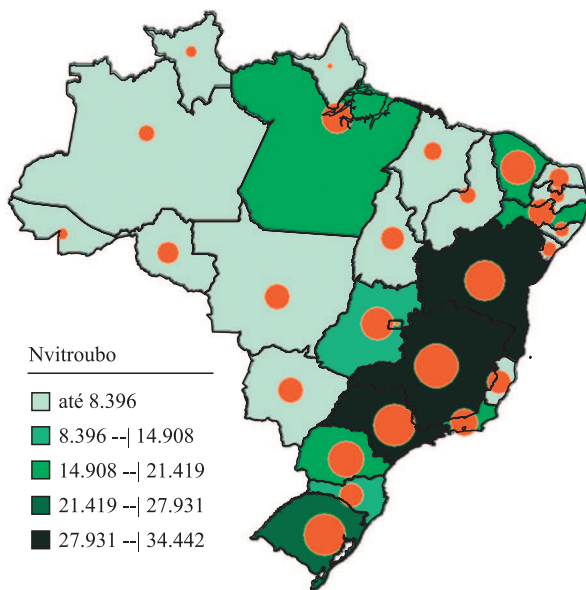 Nvitroubo
até 8.396
8.396 --| 14.908
14.908 --| 21.419
21.419 --| 27.931
27.931 --| 34.442